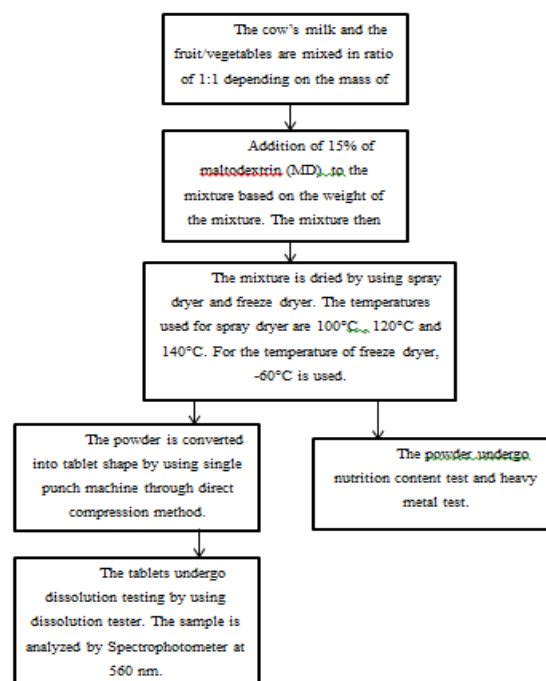 The cow's milk and the
fruit/vegetables are mixed in ratio
of 1:1 depending on the mass of
Addition of 15% of
maltodextrin (MD), to the
mixture based on the weight of
the mixture. The mixture then
The mixture is dried by using spray
dryer and freeze dryer. The temperatures
used for spray dryer are 100°C, 120°C and
140°C. For the temperature of freeze dryer,
-60°C is used.
The powder is converted
into tablet shape by using single
punch machine through direct
compression method.
The powder undergo
nutrition content test and heavy
metal test.
The tablets undergo
dissolution testing by using
dissolution tester. The sample is
analyzed by Spectrophotometer at
560 nm.